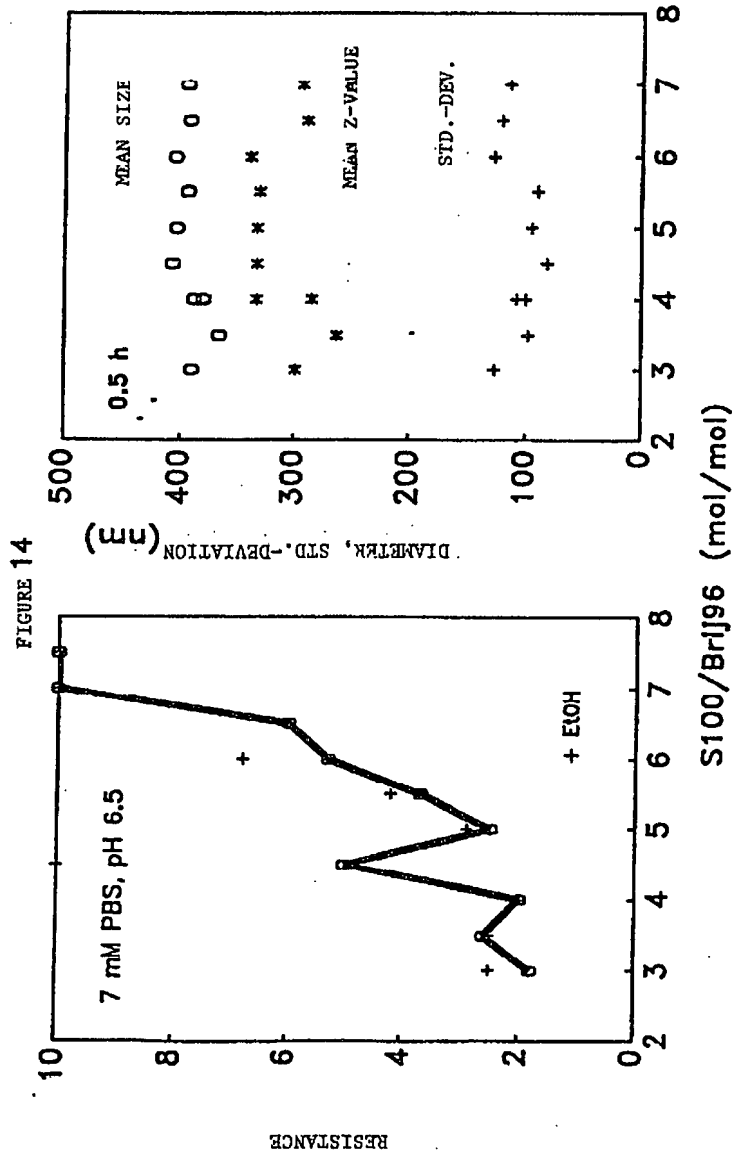 FIGURE 14
RESISTANCE
10
8
6
4
2
0
7 mM PBS, pH 6.5
+ EtOH
2 3 4 5 6 7 8
DIAMETER, STD.-DEVIATION (nm)
500
400
300
200
100
0
0.5 h
MEAN SIZE
MEAN Z-VALUE
STD.-DEV.
2 3 4 5 6 7 8
S100/Brij96 (mol/mol)